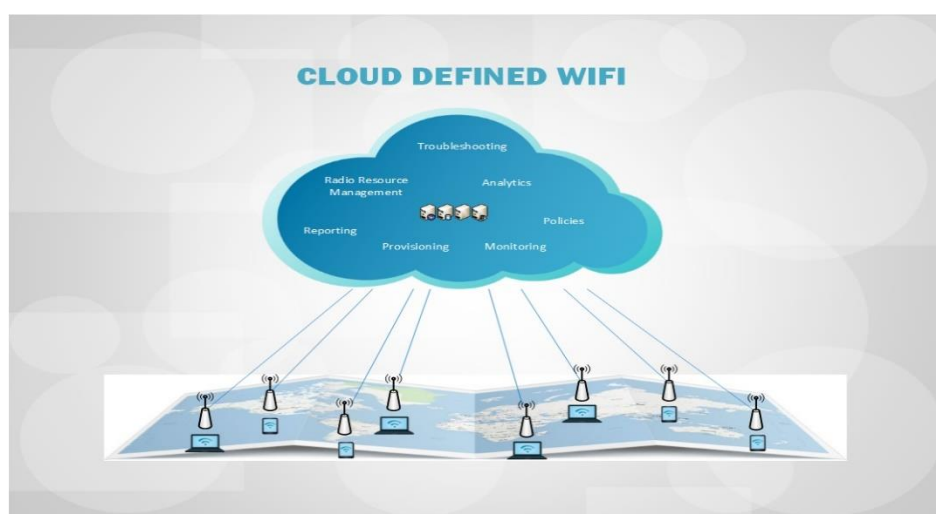 CLOUD DEFINED WIFI
Troubleshooting
Radio Resource
Management
Analytics
Policies
Reporting
Provisioning
Monitoring